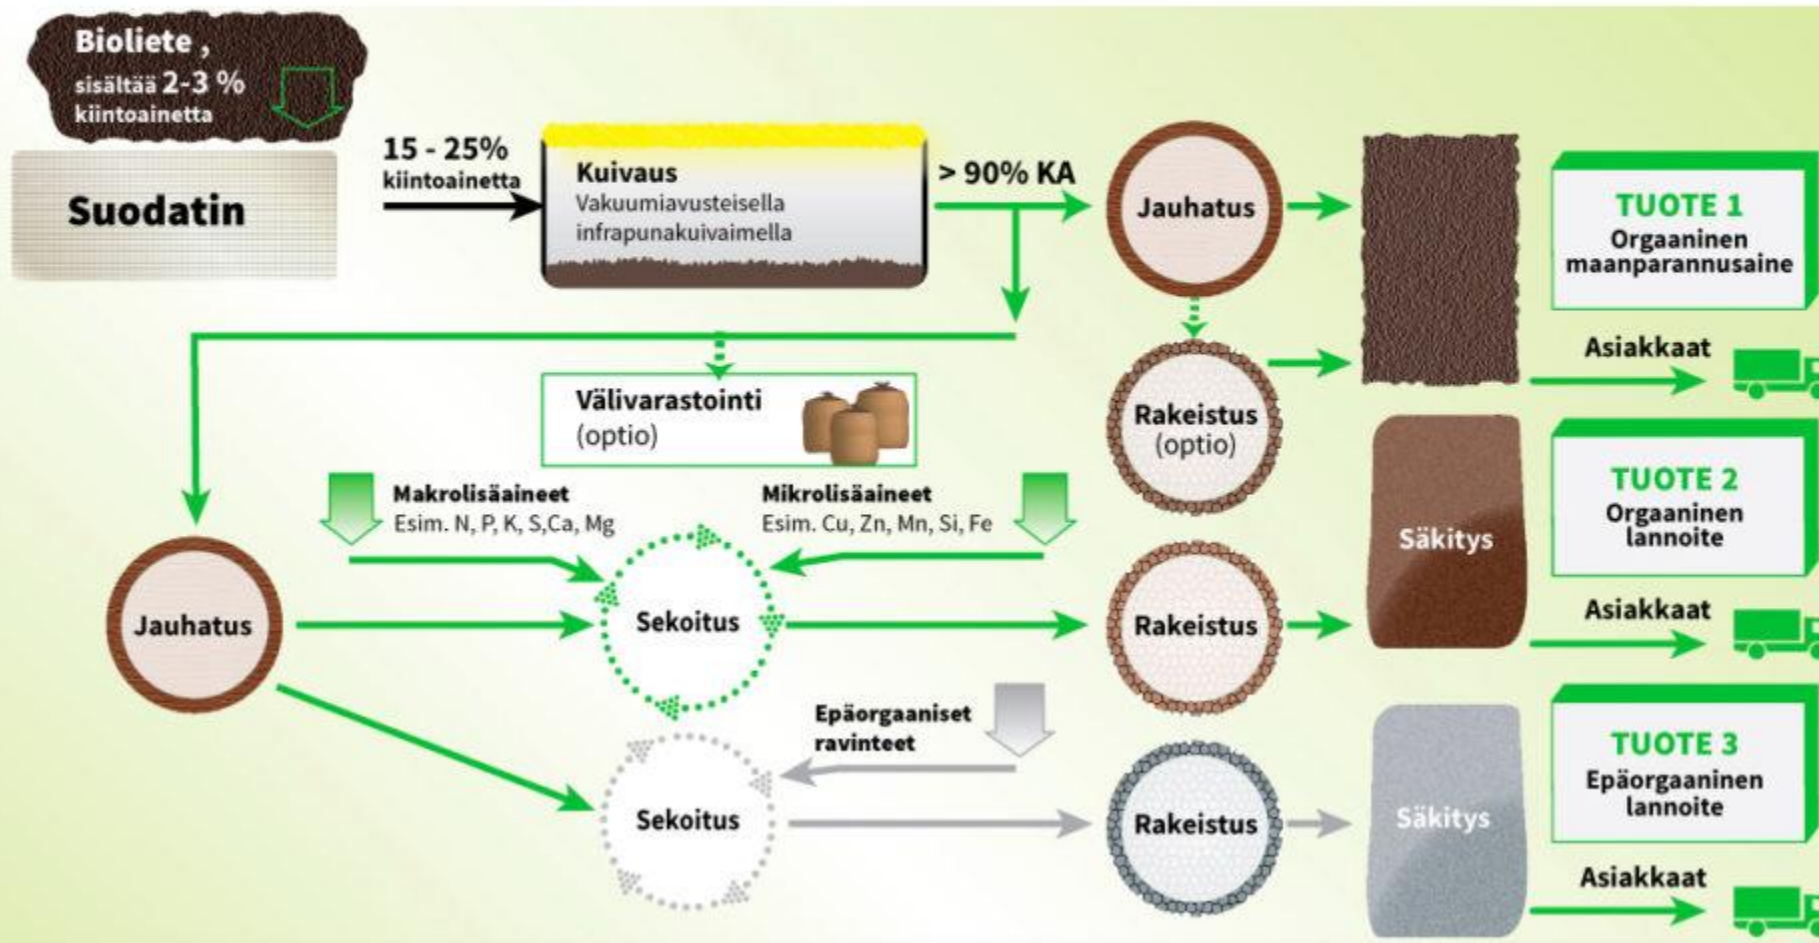 Bioliete ,
sisältää 2-3 %
kiintoainetta
Suodatin
15 - 25%
kiintoainetta
Kuivaus
Vakuumiavusteisella
infrapunakuivaimella
> 90% KA
Jauhatus
TUOTE 1
Orgaaninen
maanparannusaine
Asiakkaat
Rakeistus
(optio)
Välivarastointi
(optio)
Makrolisäaineet
Esim. N, P, K, S,Ca, Mg
Mikrolisäaineet
Esim. Cu, Zn, Mn, Si, Fe
Jauhatus
Sekoitus
Rakeistus
Säkitys
TUOTE 2
Orgaaninen
lannoite
Asiakkaat
Epäorgaaniset
ravinteet
Sekoitus
Rakeistus
Säkitys
TUOTE 3
Epäorgaaninen
lannoite
Asiakkaat